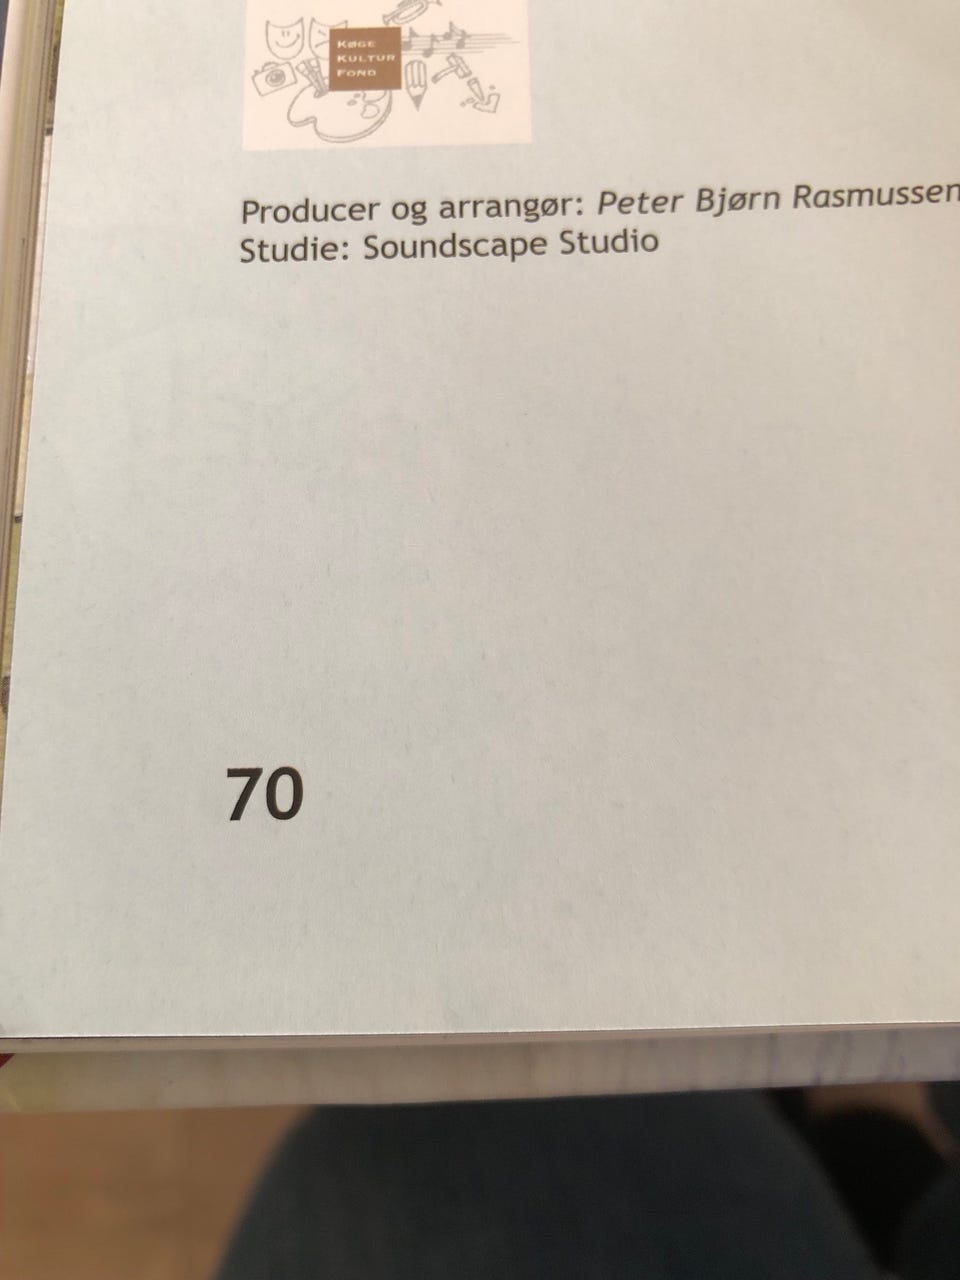 KØGE
KULTUR
FOND
Producer og arrangør: Peter Bjørn Rasmussen
Studie: Soundscape Studio
70